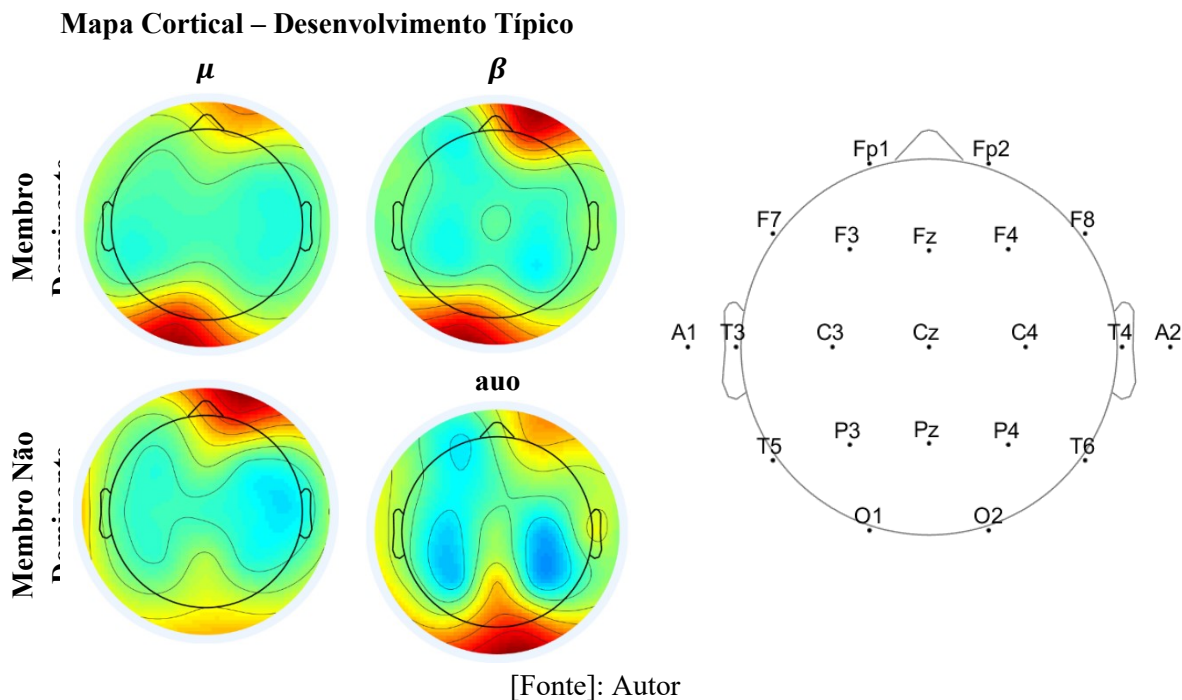 Mapa Cortical – Desenvolvimento Típico
μ β
Membro
auo
Membro Não
Fp1 Fp2
F7 F3 Fz F4 F8
A1 T3 C3 Cz C4 T4 A2
T5 P3 Pz P4 T6
O1 O2
[Fonte]: Autor